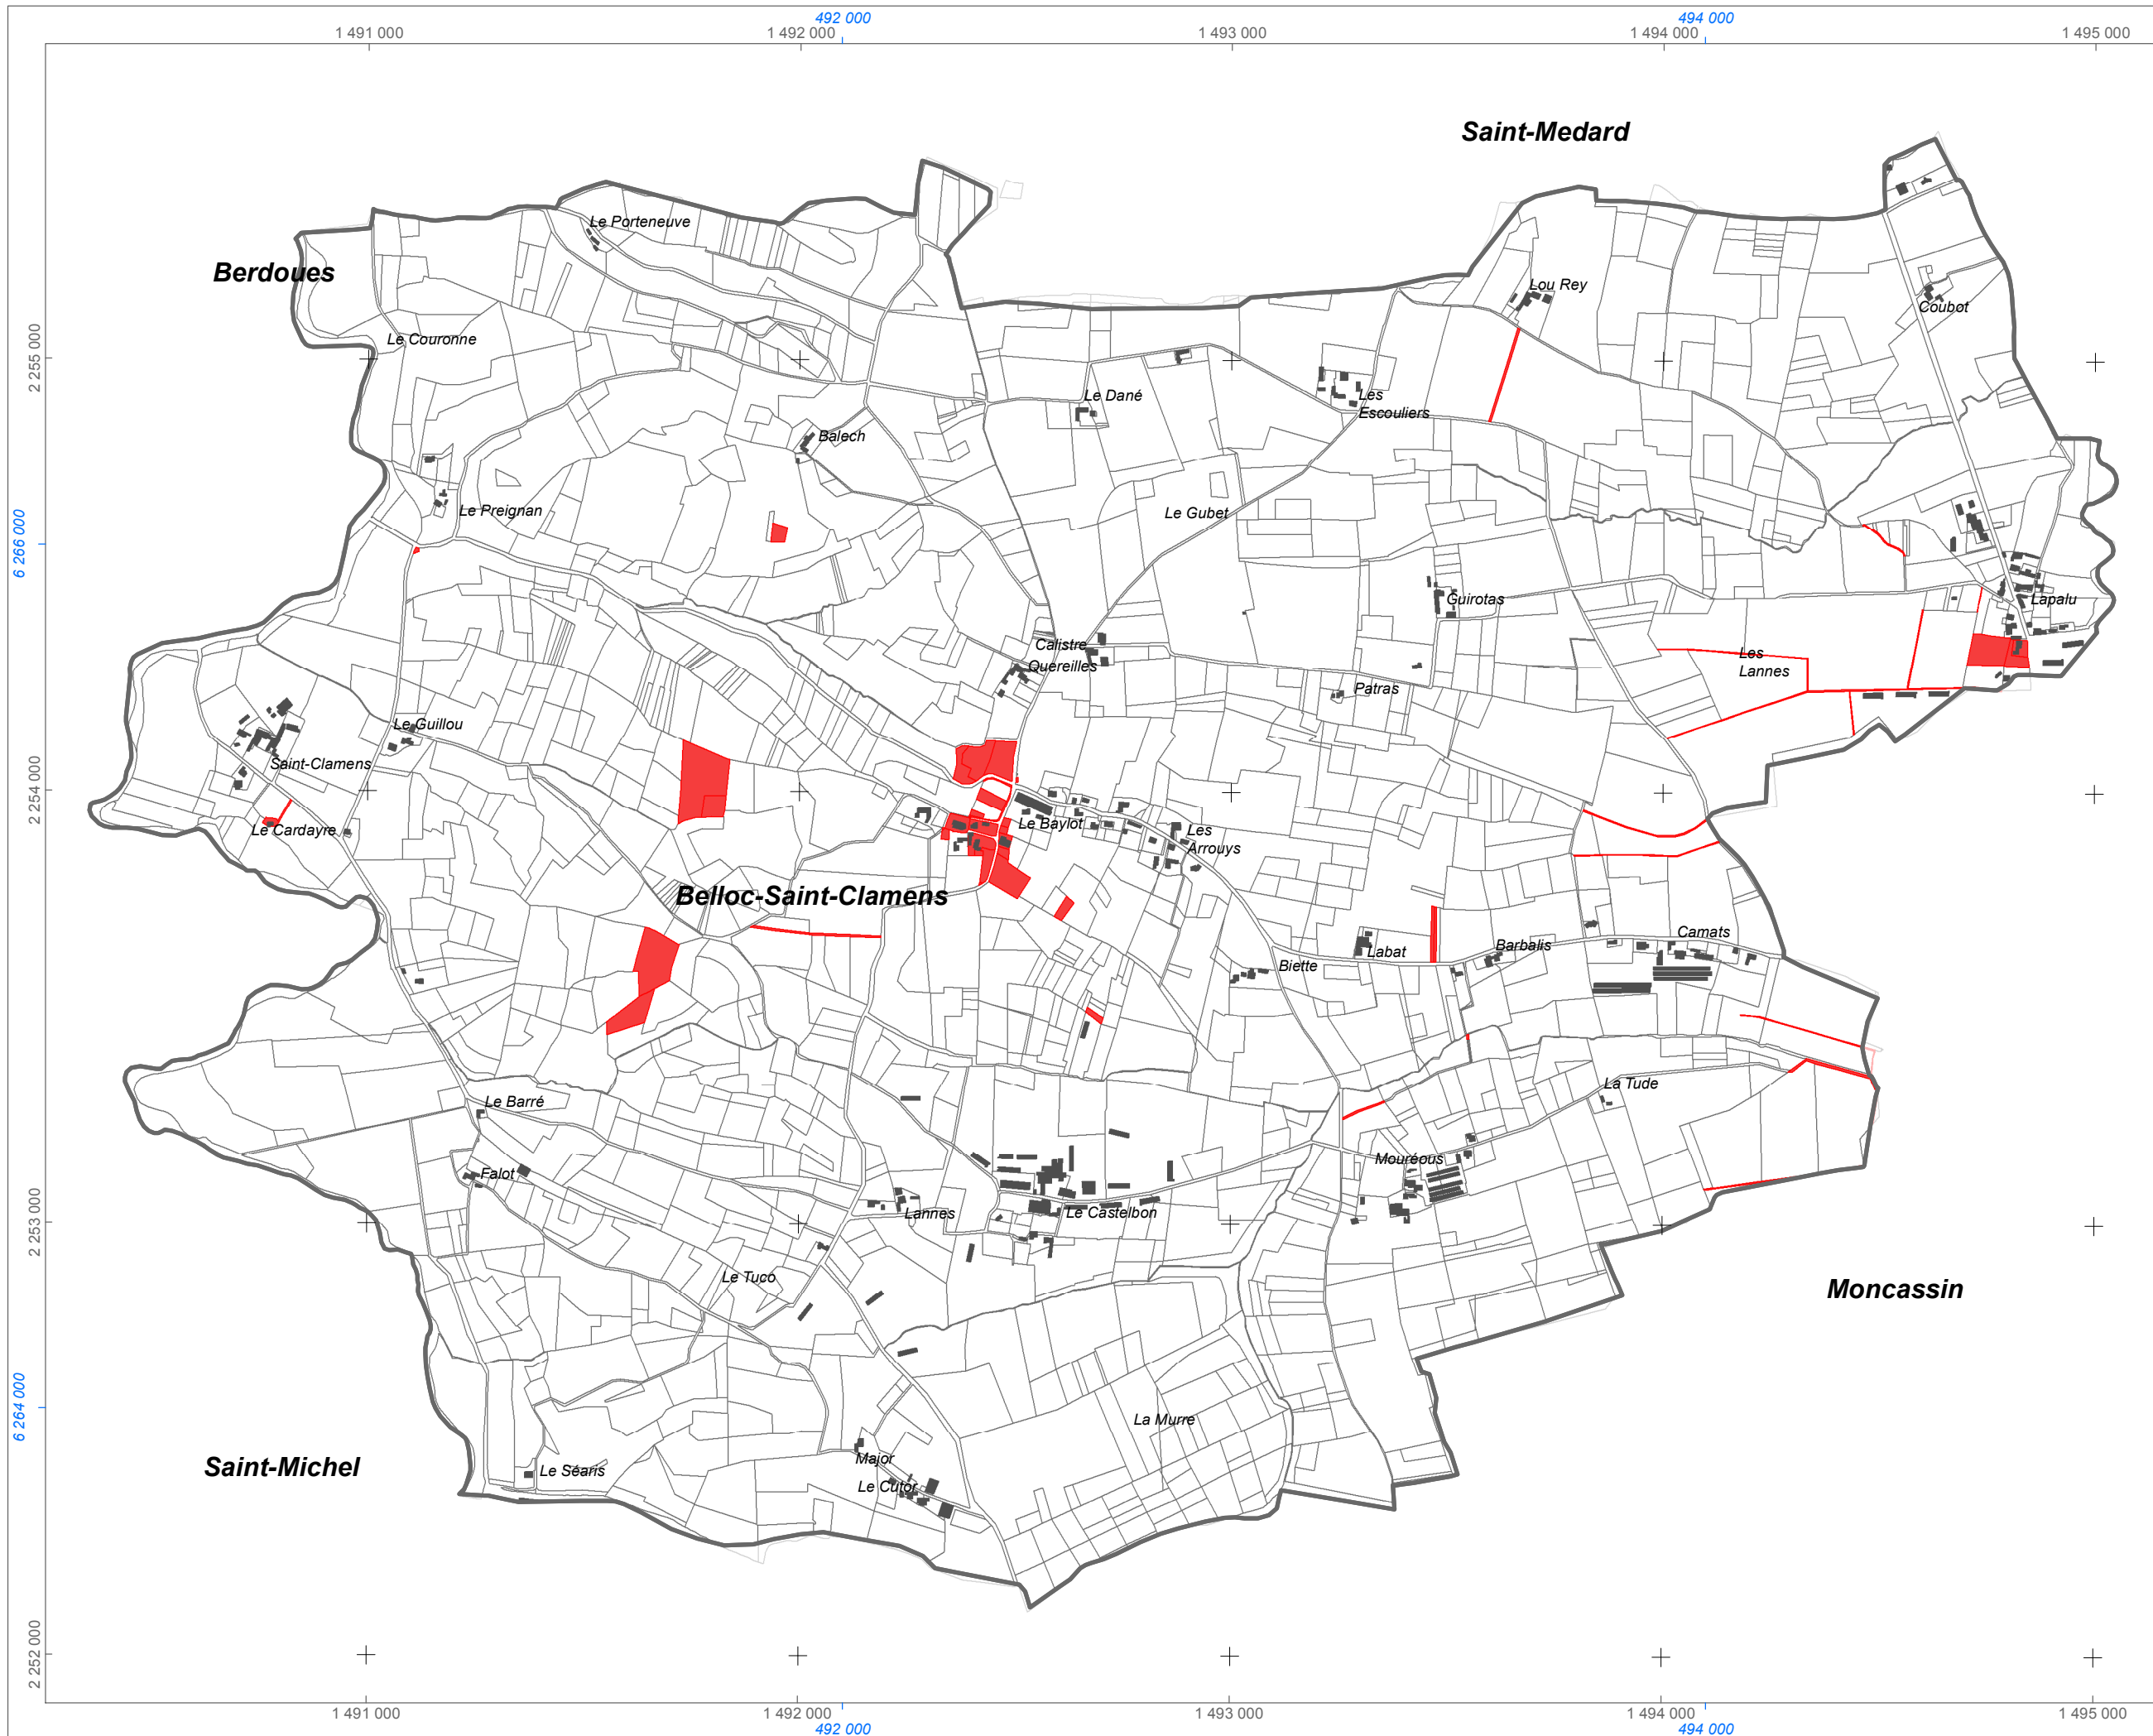 492 000
494 000
1 491 000
1 492 000
1 493 000
1 494 000
1 495 000
Saint-Medard
Le Porteneuve
Berdoues
Lou Rey
Coubot
Le Couronne
2 255 000
Le Dané
Les
Escouliers
Balech
Le Preignan
Le Gubet
6 266 000
Guirotas
Lapalu
Calistre
Quereilles
Les
Lannes
Patras
Le Guillou
Saint-Clamens
2 254 000
Le Cardayre
Le Baylot
Les
Arrouys
Belloc-Saint-Clamens
Camats
Barbalis
Labat
Biette
La Tude
Le Barré
Mouréous
Falot
Lannes
Le Castelbon
2 253 000
Le Tuco
Moncassin
6 264 000
La Murre
Major
Saint-Michel
Le Séaris
Le Cutor
2 252 000
1 491 000
1 492 000
1 493 000
1 494 000
1 495 000
492 000
494 000